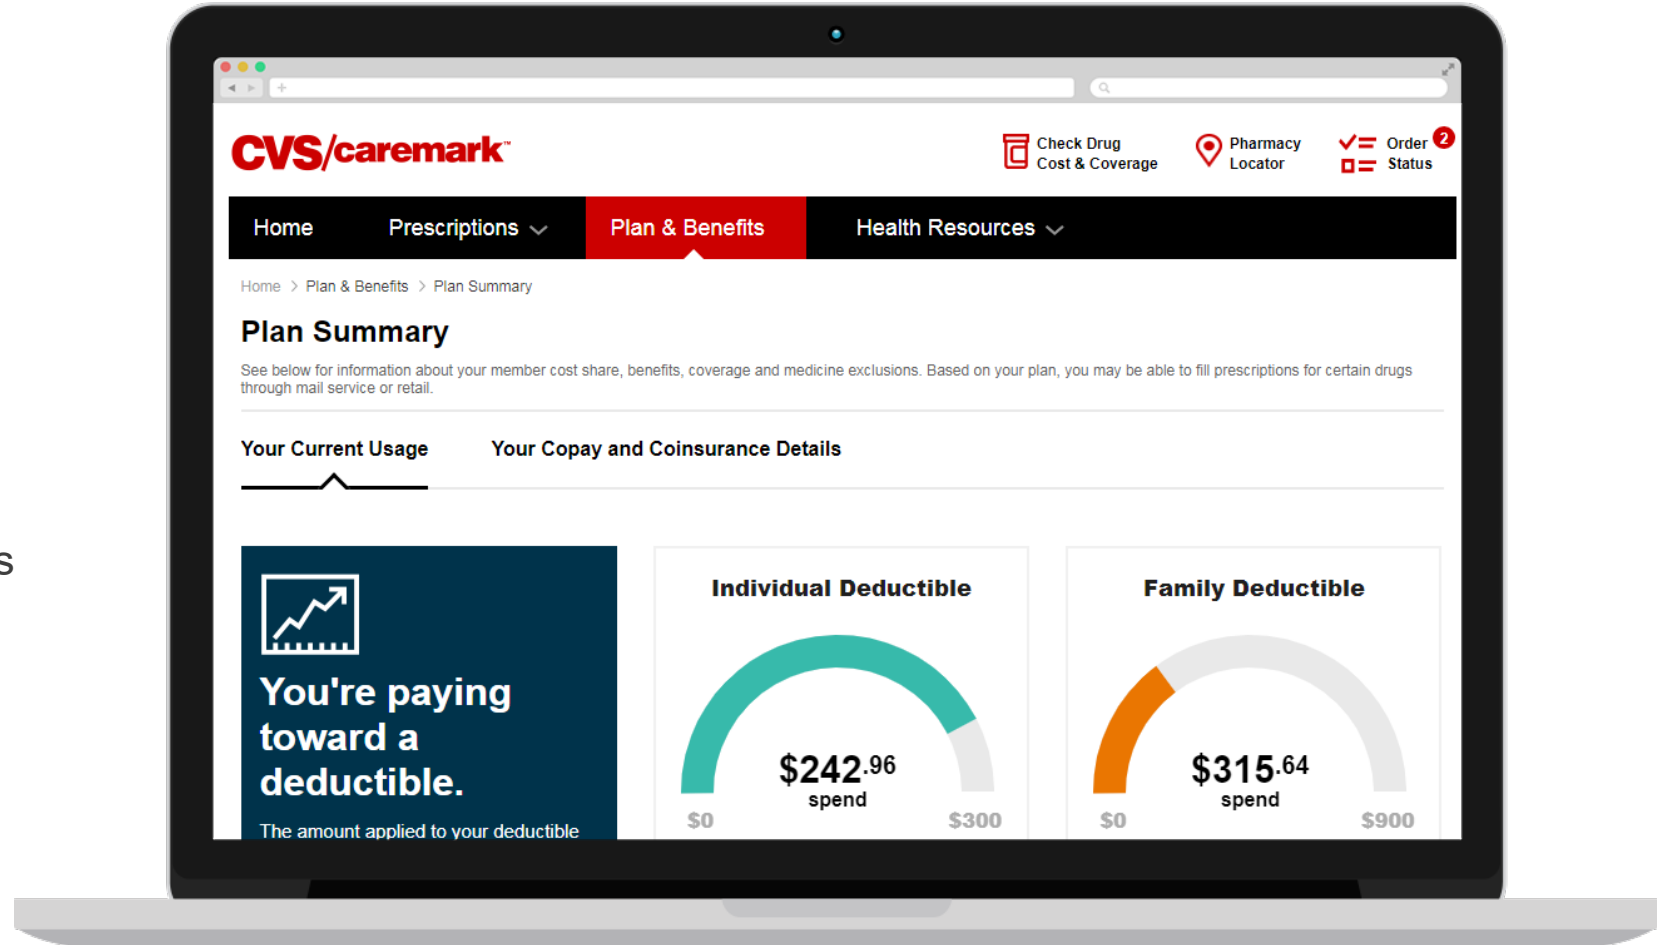 CVS/caremark™
Check Drug
Cost & Coverage
Pharmacy
Locator
Order 2
Status
Home Prescriptions Plan & Benefits Health Resources
Home > Plan & Benefits > Plan Summary
Plan Summary
See below for information about your member cost share, benefits, coverage and medicine exclusions. Based on your plan, you may be able to fill prescriptions for certain drugs
through mail service or retail.
Your Current Usage Your Copay and Coinsurance Details
s
You're paying
toward a
deductible.
The amount applied to your deductible
Individual Deductible
$242.96
spend
$0 $300
Family Deductible
$315.64
spend
$0 $900